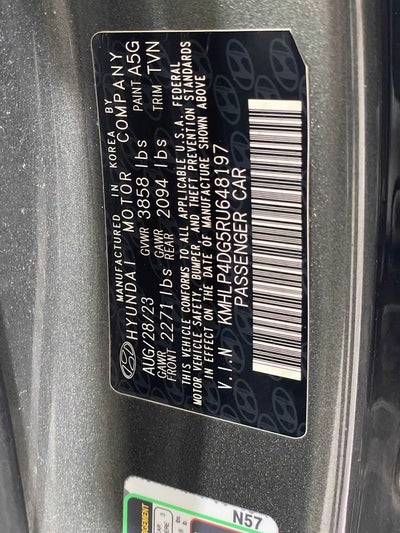 MANUFACTURED IN KOREA BY
HYUNDAI MOTOR COMPANY
AUG/28/23 GVWR 3858 lbs PAINT A5G
GAWR FRONT 2271 lbs GAWR REAR 2094 lbs TRIM TVN
THIS VEHICLE CONFORMS TO ALL APPLICABLE U.S.A. FEDERAL
MOTOR VEHICLE SAFETY, BUMPER, AND THEFT PREVENTION STANDARDS
IN EFFECT ON THE DATE OF MANUFACTURE SHOWN ABOVE
V.I.N KMHLP4DG5RU648197
PASSENGER CAR
N57